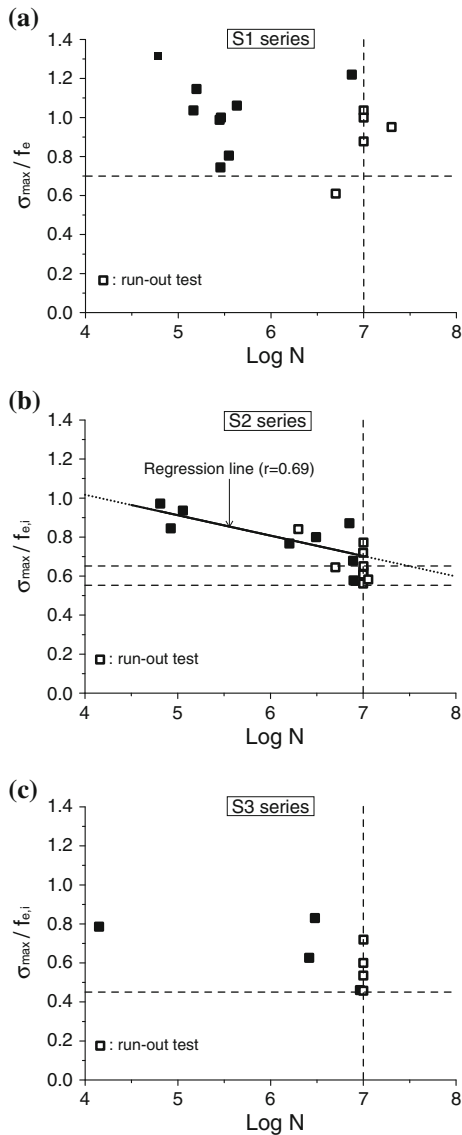 (a)
S1 series
1.4
1.2
1.0
0.8
0.6
0.4
0.2
0.0
σmax / fe
: run-out test
4 5 6 7 8
Log N
(b)
S2 series
1.4
1.2
1.0
0.8
0.6
0.4
0.2
0.0
σmax / fe,i
Regression line (r=0.69)
: run-out test
4 5 6 7 8
Log N
(c)
S3 series
1.4
1.2
1.0
0.8
0.6
0.4
0.2
0.0
σmax / fe,i
: run-out test
4 5 6 7 8
Log N